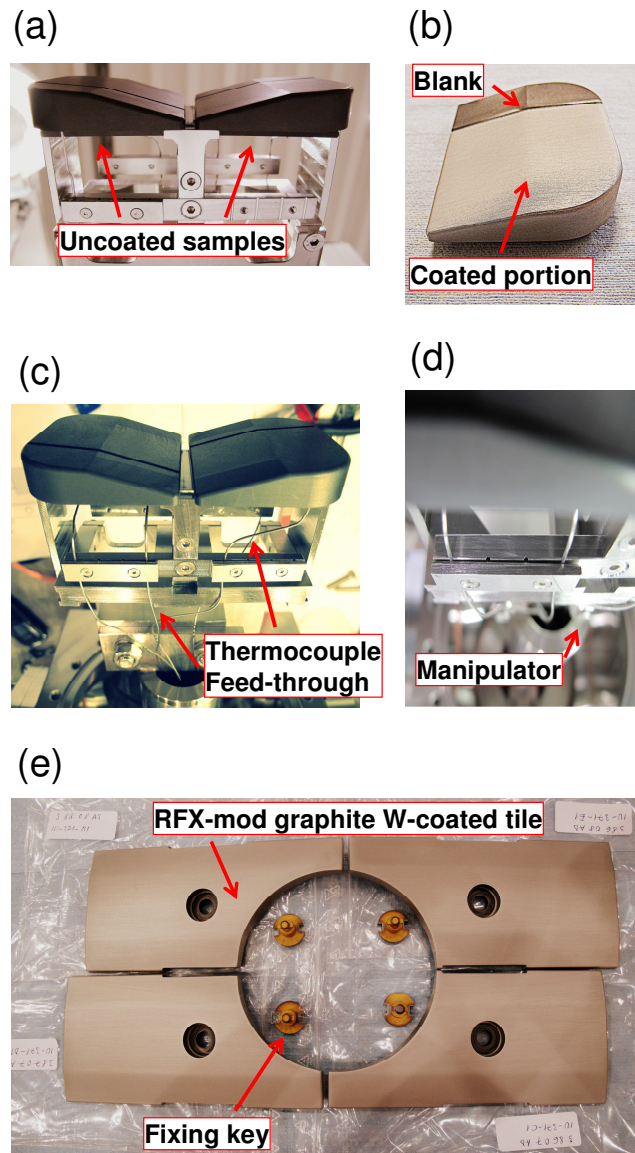 (a)
(b)
Blank
Uncoated samples
Coated portion
(c)
(d)
Thermocouple
Feed-through
Manipulator
(e)
RFX-mod graphite W-coated tile
Fixing key